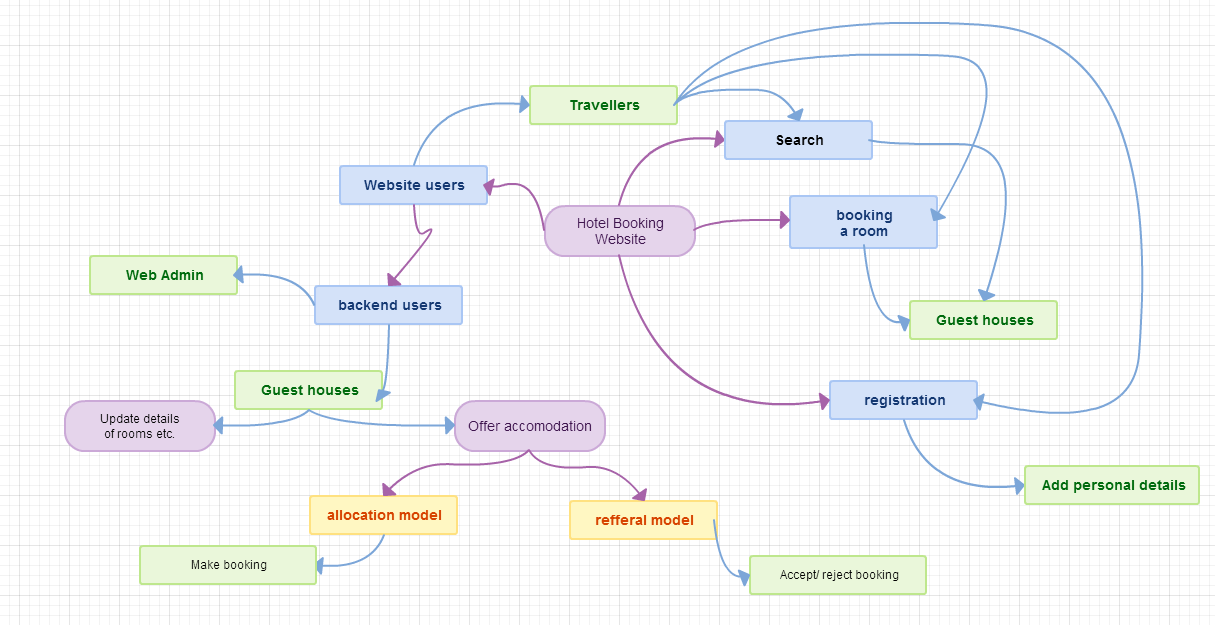 Travellers
Search
Website users
Hotel Booking
Website
booking
a room
Web Admin
backend users
Guest houses
Guest houses
registration
Update details
of rooms etc.
Offer accomodation
Add personal details
allocation model
refferal model
Make booking
Accept/ reject booking